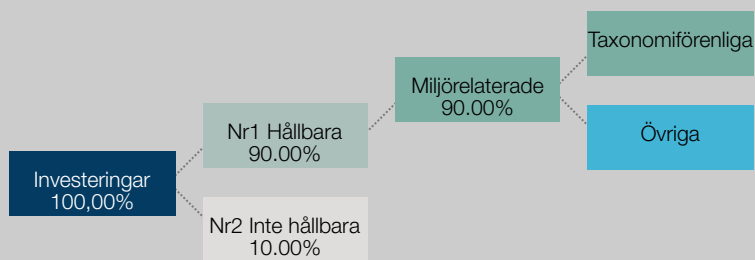 Investeringar
100,00%
Nr1 Hållbara
90.00%
Nr2 Inte hållbara
10.00%
Miljörelaterade
90.00%
Taxonomiförenliga
Övriga